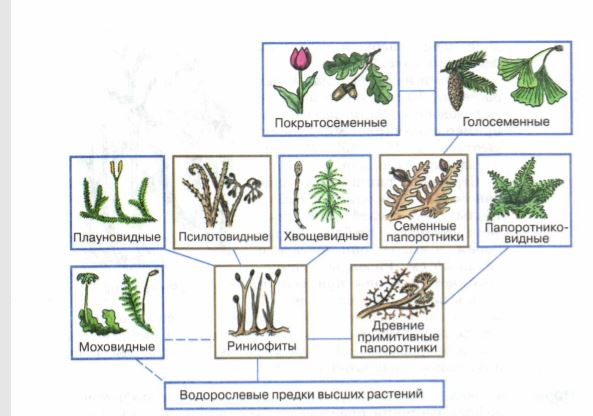 Покрытосеменные
Голосеменные
Плауновидные
Псилотовидные
Хвощевидные
Семенные
папоротники
Папоротнико-
видные
Моховидные
Риниофиты
Древние
примитивные
папоротники
Водорослевые предки высших растений